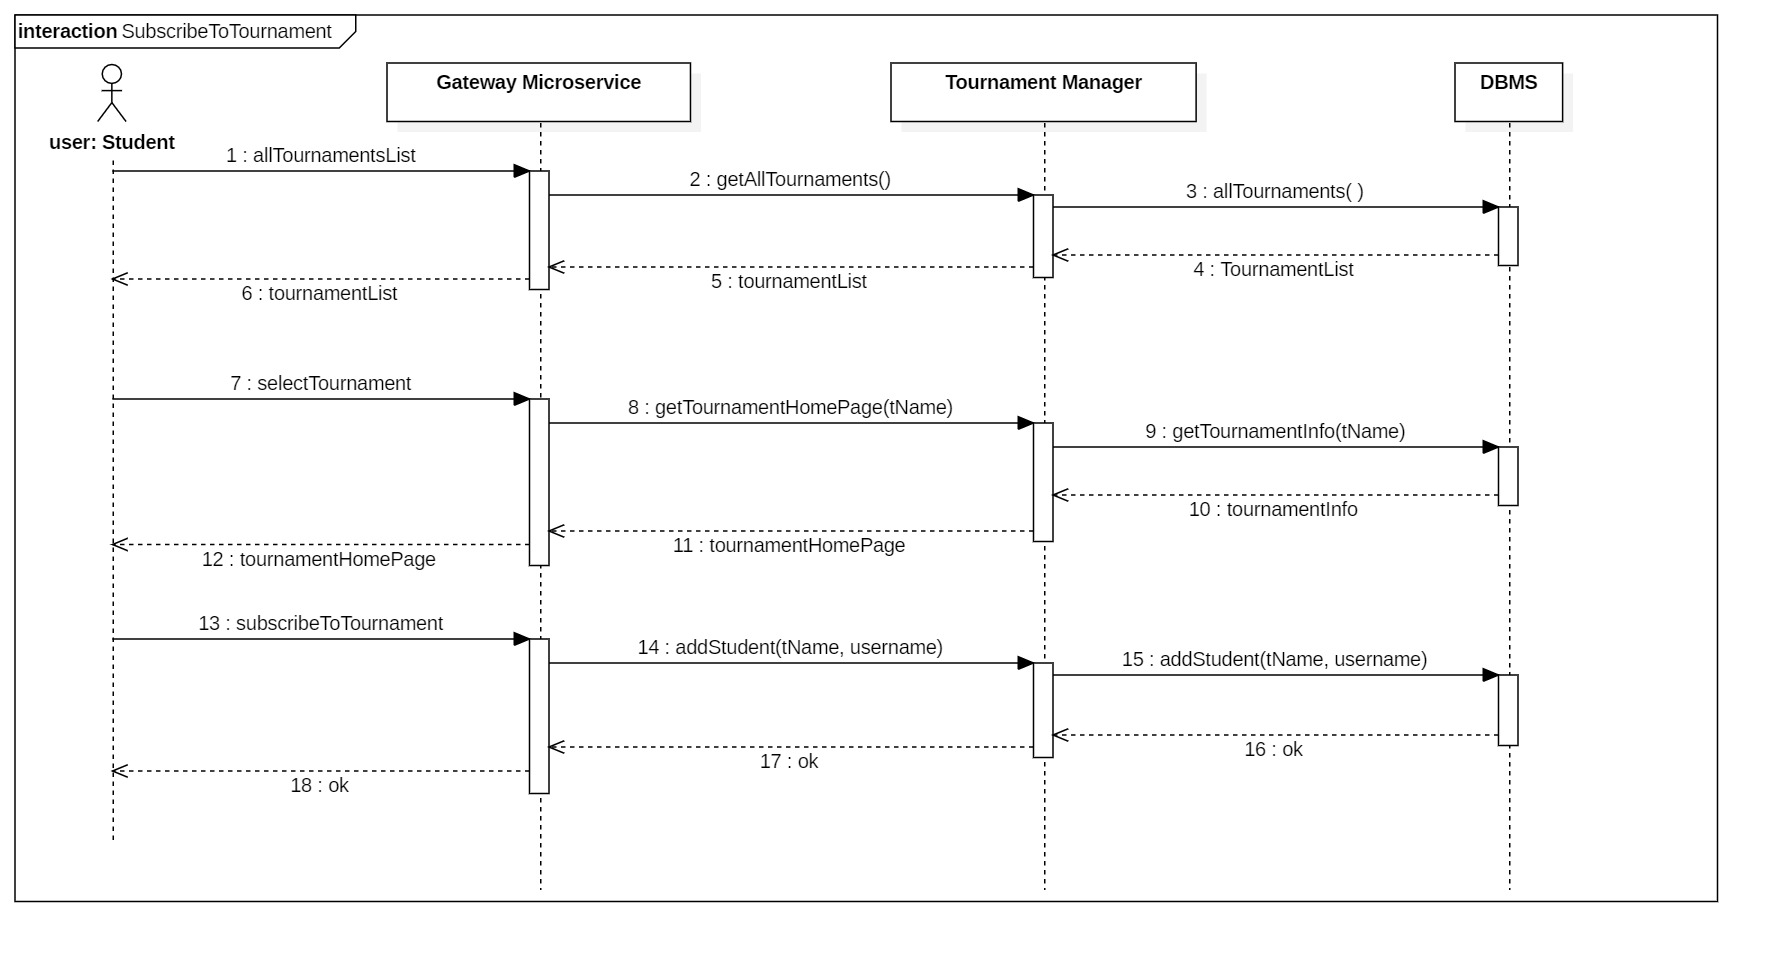 interaction SubscribeToTournament
Gateway Microservice
Tournament Manager
DBMS
user: Student
1 : allTournamentsList
2 : getAllTournaments()
3 : allTournaments( )
4 : TournamentList
5 : tournamentList
6 : tournamentList
7 : selectTournament
8 : getTournamentHomePage(tName)
9 : getTournamentInfo(tName)
10 : tournamentInfo
11 : tournamentHomePage
12 : tournamentHomePage
13 : subscribeToTournament
14 : addStudent(tName, username)
15 : addStudent(tName, username)
16 : ok
17 : ok
18 : ok